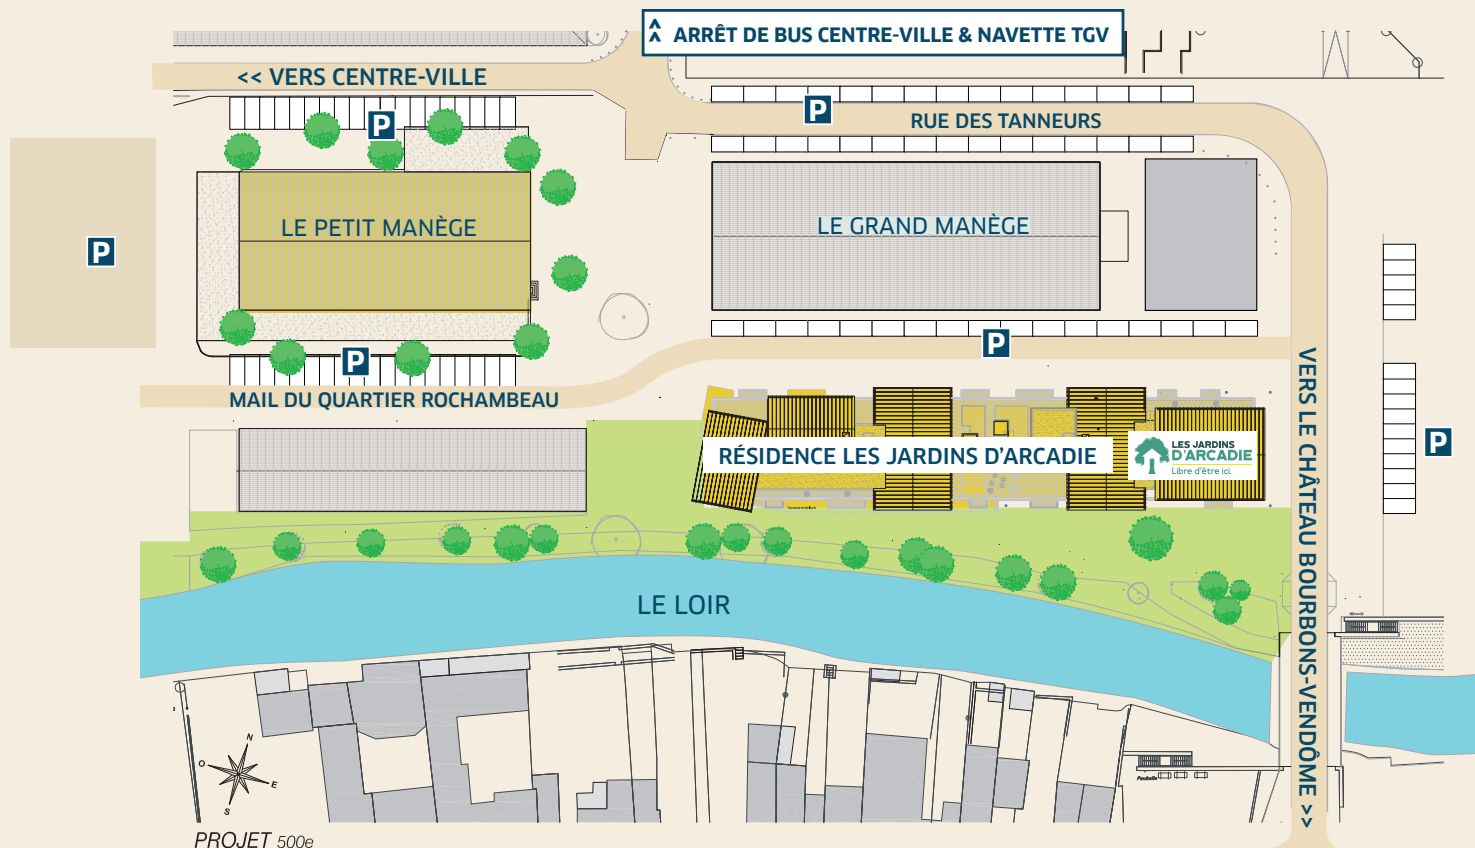 ARRÊT DE BUS CENTRE-VILLE & NAVETTE TGV
<< VERS CENTRE-VILLE
P
P
RUE DES TANNEURS
LE PETIT MANÈGE
LE GRAND MANÈGE
P
P
P
MAIL DU QUARTIER ROCHAMBEAU
RÉSIDENCE LES JARDINS D'ARCADIE
LES JARDINS
D'ARCADIE
Libre d'être ici.
P
VERS LE CHÂTEAU BOURBONS-VENDÔME >>
LE LOIR
N
O
E
S
Poubelle
PROJET 500e